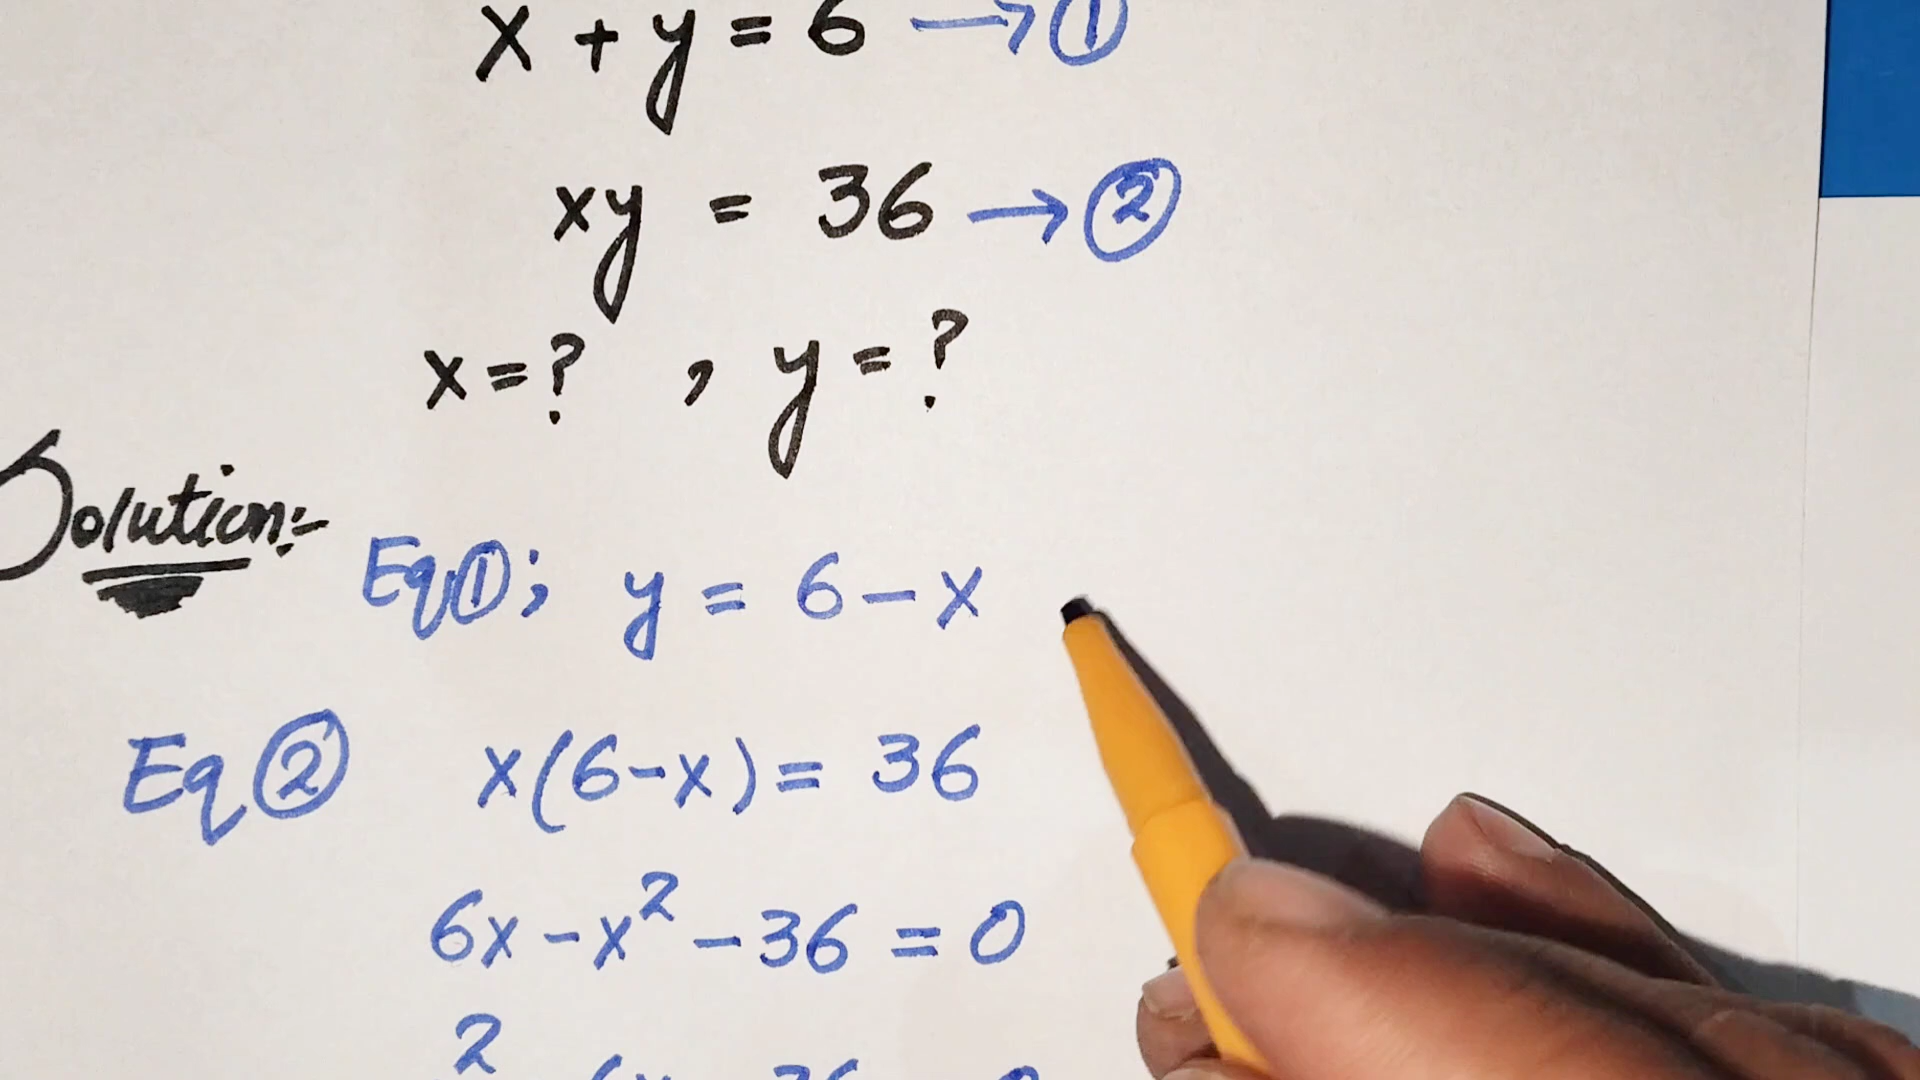 x + y = 6 → ①
xy = 36 → ②
x = ? , y = ?
Solution:-
Eq①; y = 6 - x
Eq② x(6-x) = 36
6x - x² - 36 = 0